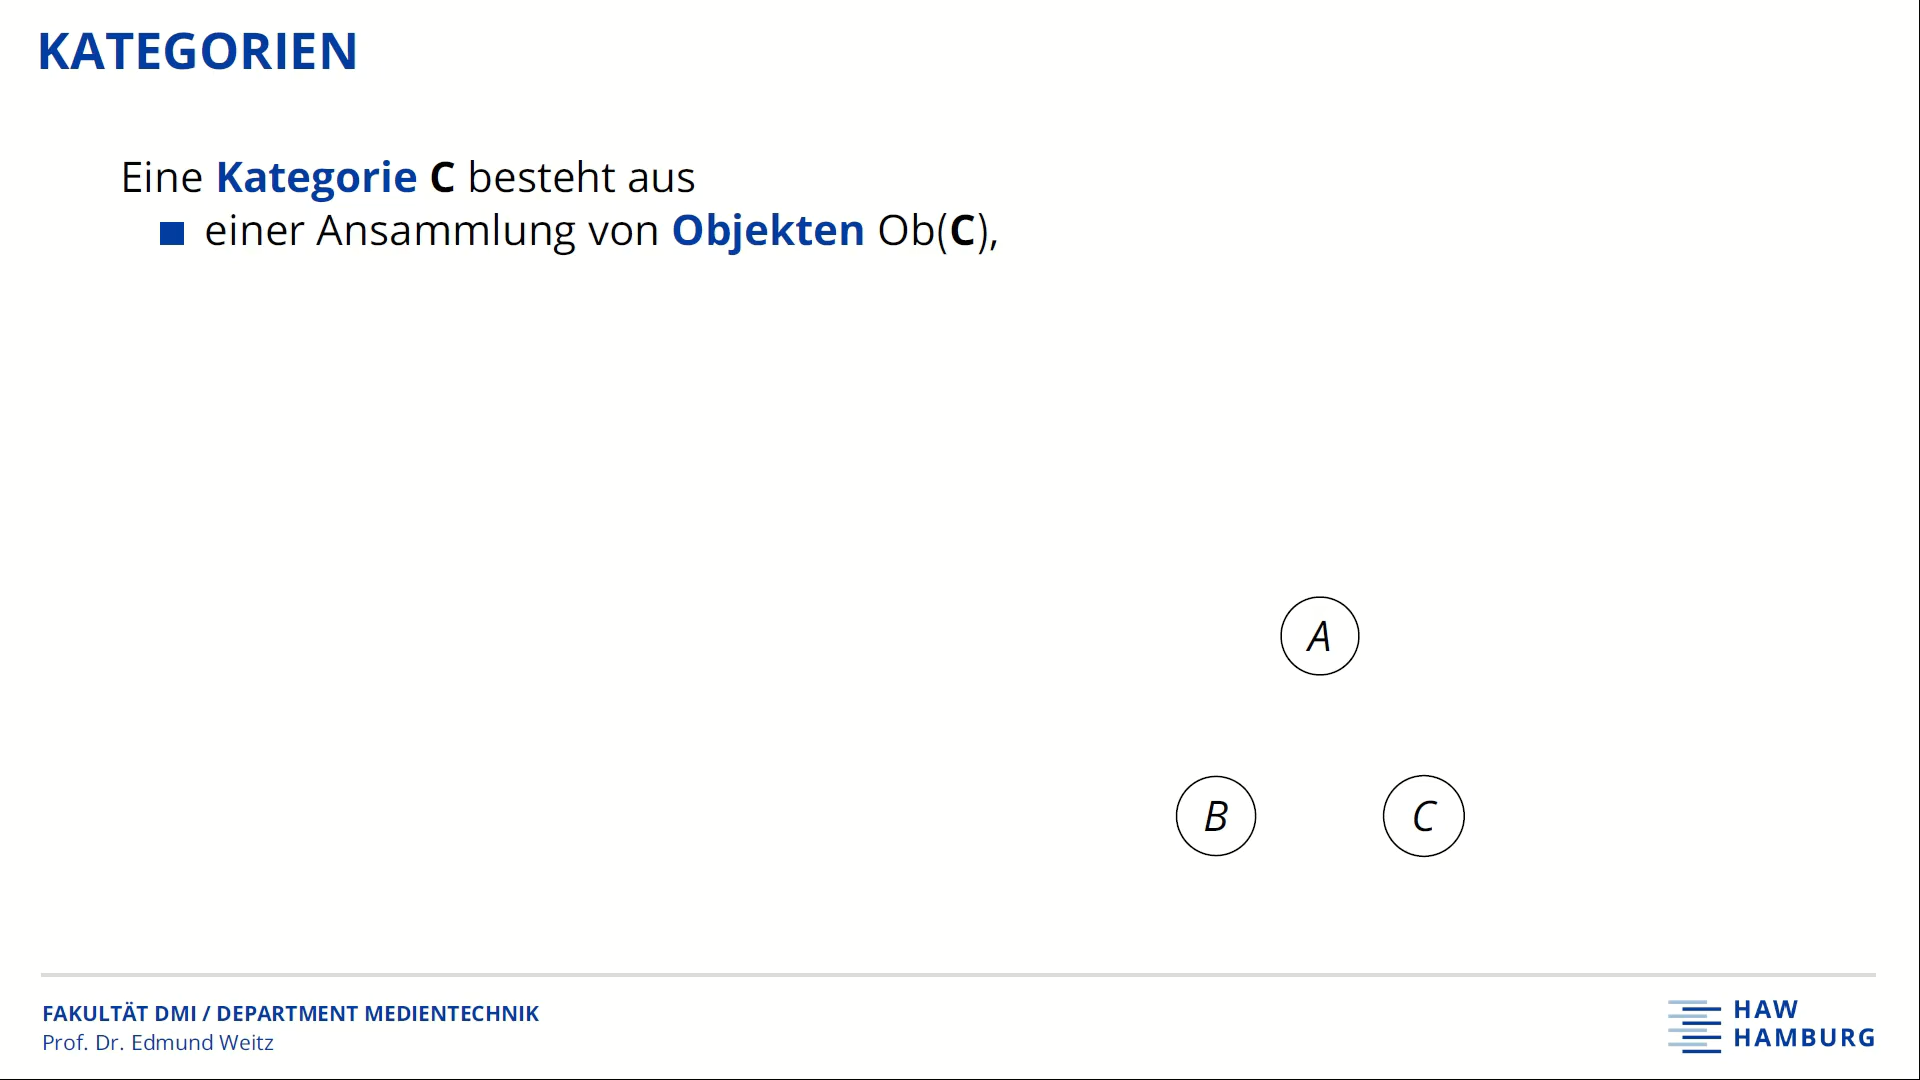 KATEGORIEN
Eine Kategorie C besteht aus
einer Ansammlung von Objekten Ob(C),
A
B
C
FAKULTÄT DMI / DEPARTMENT MEDIENTECHNIK
Prof. Dr. Edmund Weitz
HAW
HAMBURG